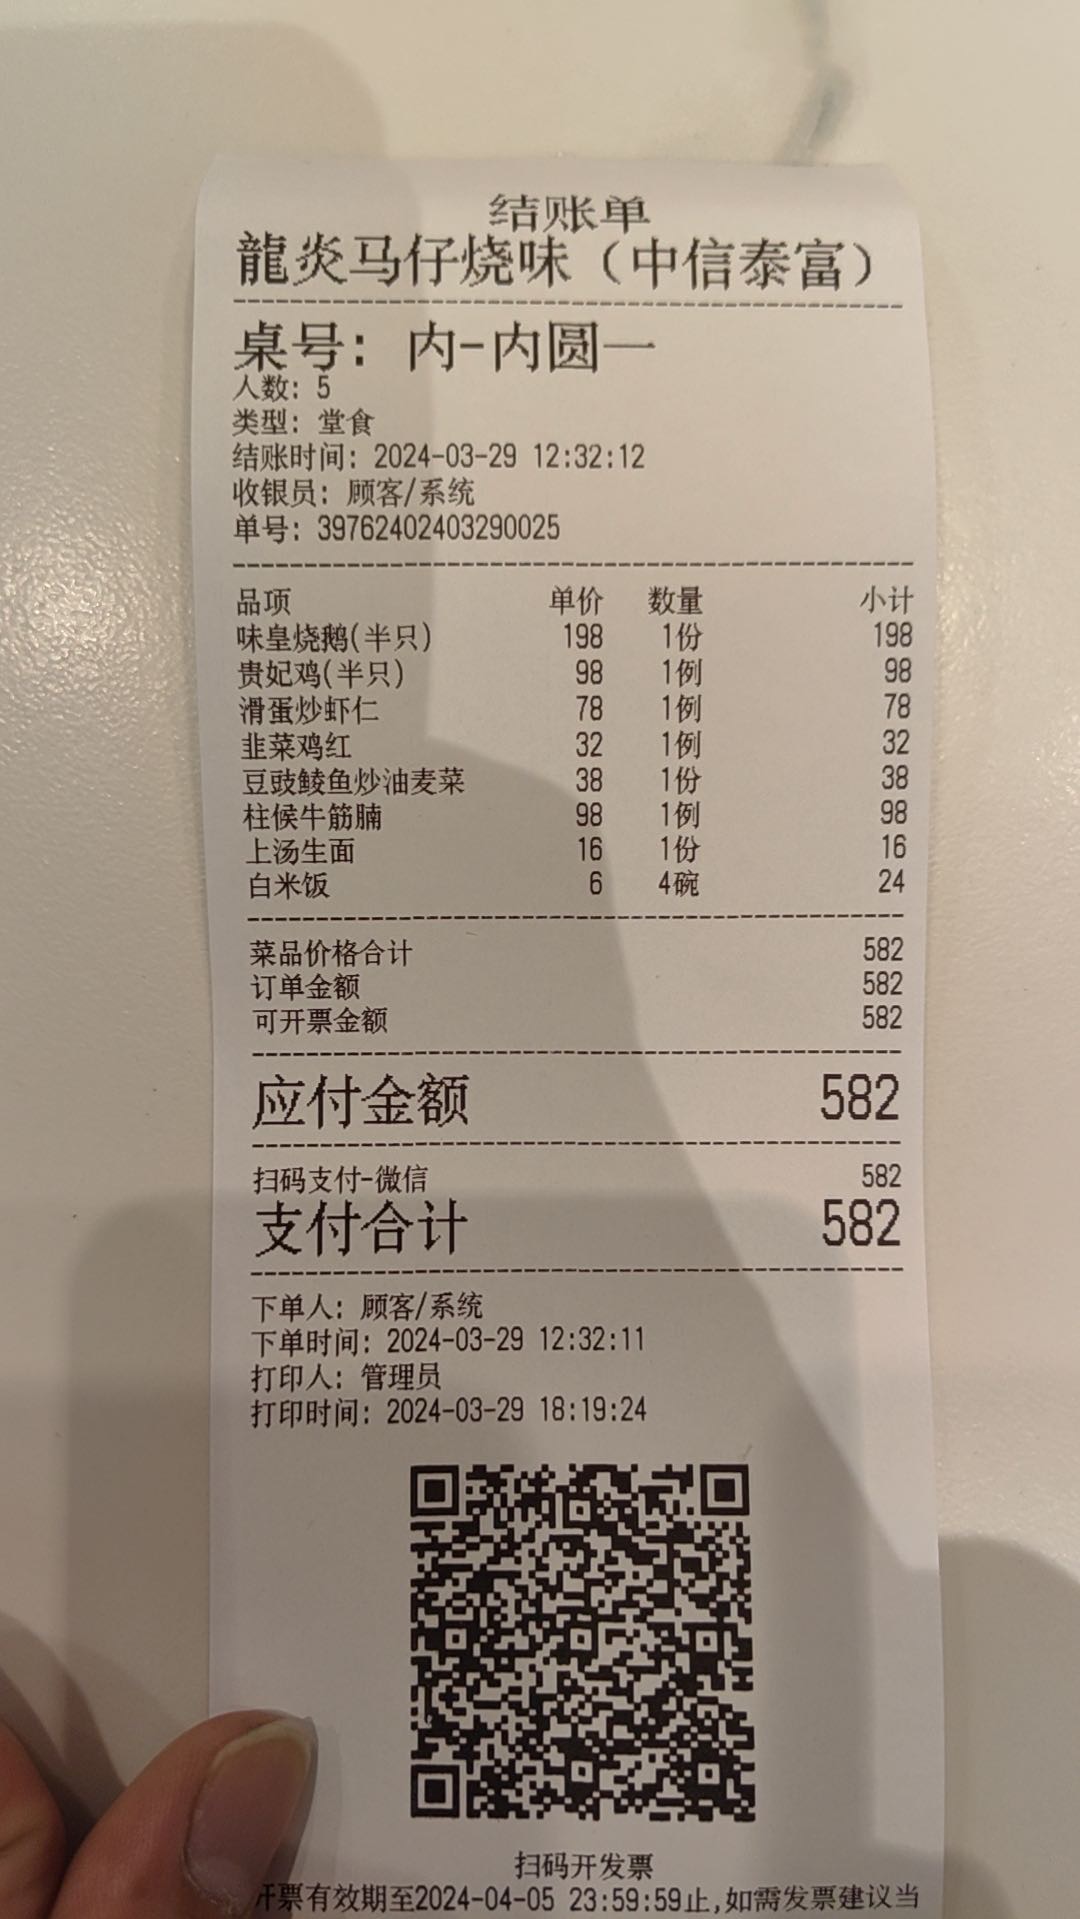 结账单
龍炎马仔烧味（中信泰富）
桌号: 内-内圆一
人数: 5
类型: 堂食
结账时间: 2024-03-29 12:32:12
收银员: 顾客/系统
单号: 39762402403290025
品项 单价 数量 小计
味皇烧鹅(半只) 198 1份 198
贵妃鸡(半只) 98 1例 98
滑蛋炒虾仁 78 1例 78
韭菜鸡红 32 1例 32
豆豉鲮鱼炒油麦菜 38 1份 38
柱候牛筋腩 98 1例 98
上汤生面 16 1份 16
白米饭 6 4碗 24
菜品价格合计 582
订单金额 582
可开票金额 582
应付金额 582
扫码支付-微信 582
支付合计 582
下单人: 顾客/系统
下单时间: 2024-03-29 12:32:11
打印人: 管理员
打印时间: 2024-03-29 18:19:24
扫码开发票
开票有效期至2024-04-05 23:59:59止,如需发票建议当